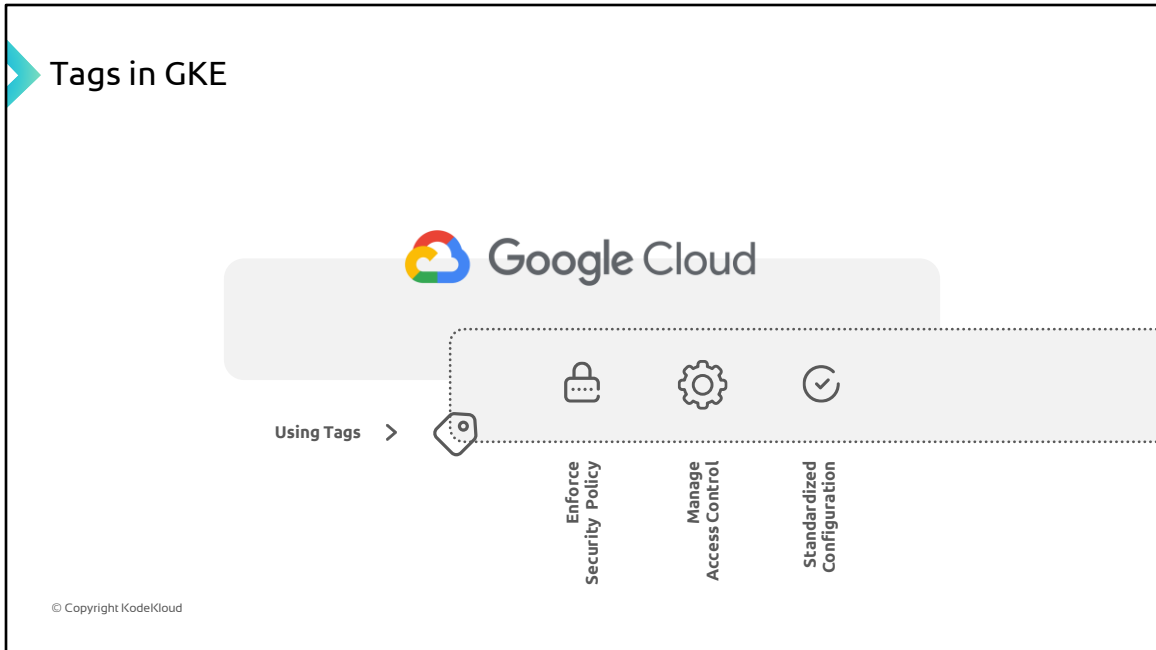 Tags in GKE
Google Cloud
Using Tags
Enforce
Security Policy
Manage
Access Control
Standardized
Configuration
© Copyright KodeKloud